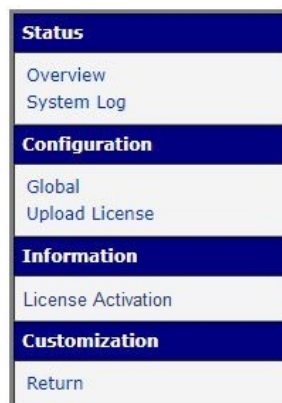 Status
Overview
System Log
Configuration
Global
Upload License
Information
License Activation
Customization
Return